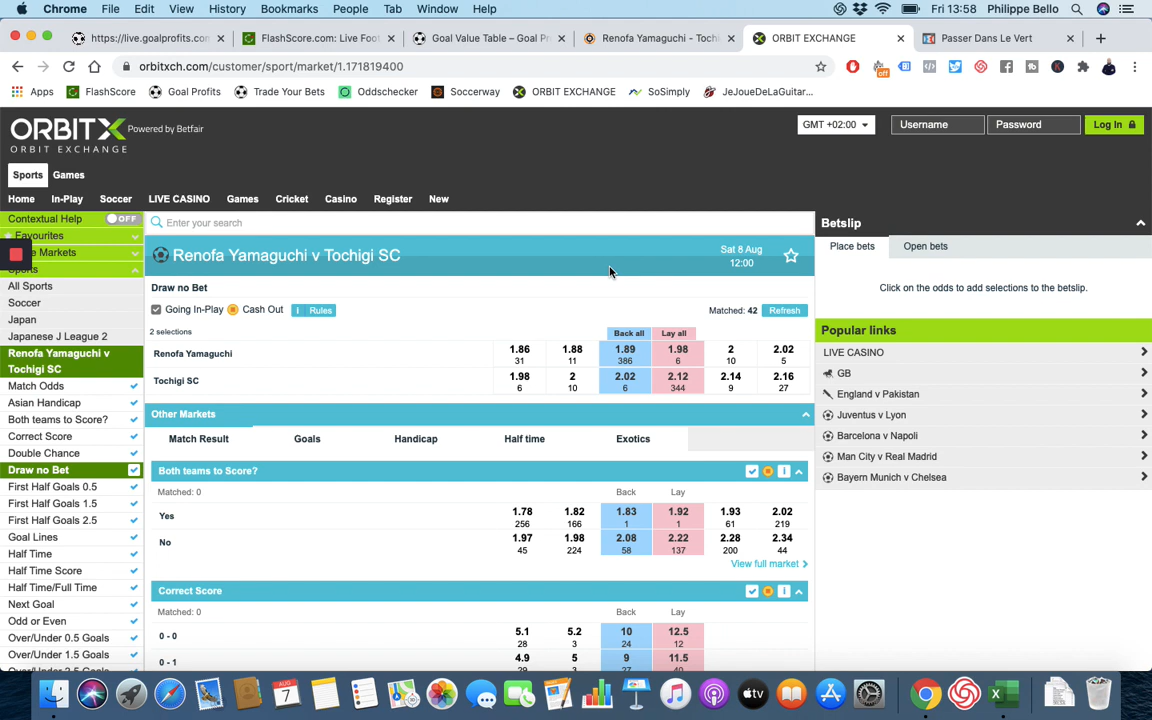 Chrome File Edit View History Bookmarks People Tab Window Help Fri 13:58 Philippe Bello
https://live.goalprofits.con FlashScore.com: Live Foot Goal Value Table – Goal Pr Renofa Yamaguchi - Tochi ORBIT EXCHANGE Passer Dans Le Vert
orbitxch.com/customer/sport/market/1.171819400 off
Apps FlashScore Goal Profits Trade Your Bets Oddschecker Soccerway ORBIT EXCHANGE SoSimply JeJoueDeLaGuitar...
ORBITX Powered by Betfair
ORBIT EXCHANGE
GMT +02:00 Username Password Log In
Sports Games
Home In-Play Soccer LIVE CASINO Games Cricket Casino Register New
Contextual Help OFF
Favourites
Markets
Sports
All Sports
Soccer
Japan
Japanese J League 2
Renofa Yamaguchi v
Tochigi SC
Match Odds
Asian Handicap
Both teams to Score?
Correct Score
Double Chance
Draw no Bet
First Half Goals 0.5
First Half Goals 1.5
First Half Goals 2.5
Goal Lines
Half Time
Half Time Score
Half Time/Full Time
Next Goal
Odd or Even
Over/Under 0.5 Goals
Over/Under 1.5 Goals
Over/Under 2.5 Goals
Enter your search
Renofa Yamaguchi v Tochigi SC
Sat 8 Aug
12:00
Draw no Bet
Going In-Play Cash Out i Rules Matched: 42 Refresh
2 selections Back all Lay all
Renofa Yamaguchi 1.86 1.88 1.89 1.98 2 2.02
31 11 386 6 10 5
Tochigi SC 1.98 2 2.02 2.12 2.14 2.16
6 10 6 344 9 27
Other Markets
Match Result Goals Handicap Half time Exotics
Both teams to Score? i
Matched: 0 Back Lay
Yes 1.78 1.82 1.83 1.92 1.93 2.02
256 166 1 1 61 219
No 1.97 1.98 2.08 2.22 2.28 2.34
45 224 58 137 200 44
View full market
Correct Score i
Matched: 0 Back Lay
0 - 0 5.1 5.2 10 12.5
28 3 24 12
0 - 1 4.9 5 9 11.5
Betslip
Place bets Open bets
Click on the odds to add selections to the betslip.
Popular links
LIVE CASINO
GB
England v Pakistan
Juventus v Lyon
Barcelona v Napoli
Man City v Real Madrid
Bayern Munich v Chelsea
AUG
7
tv